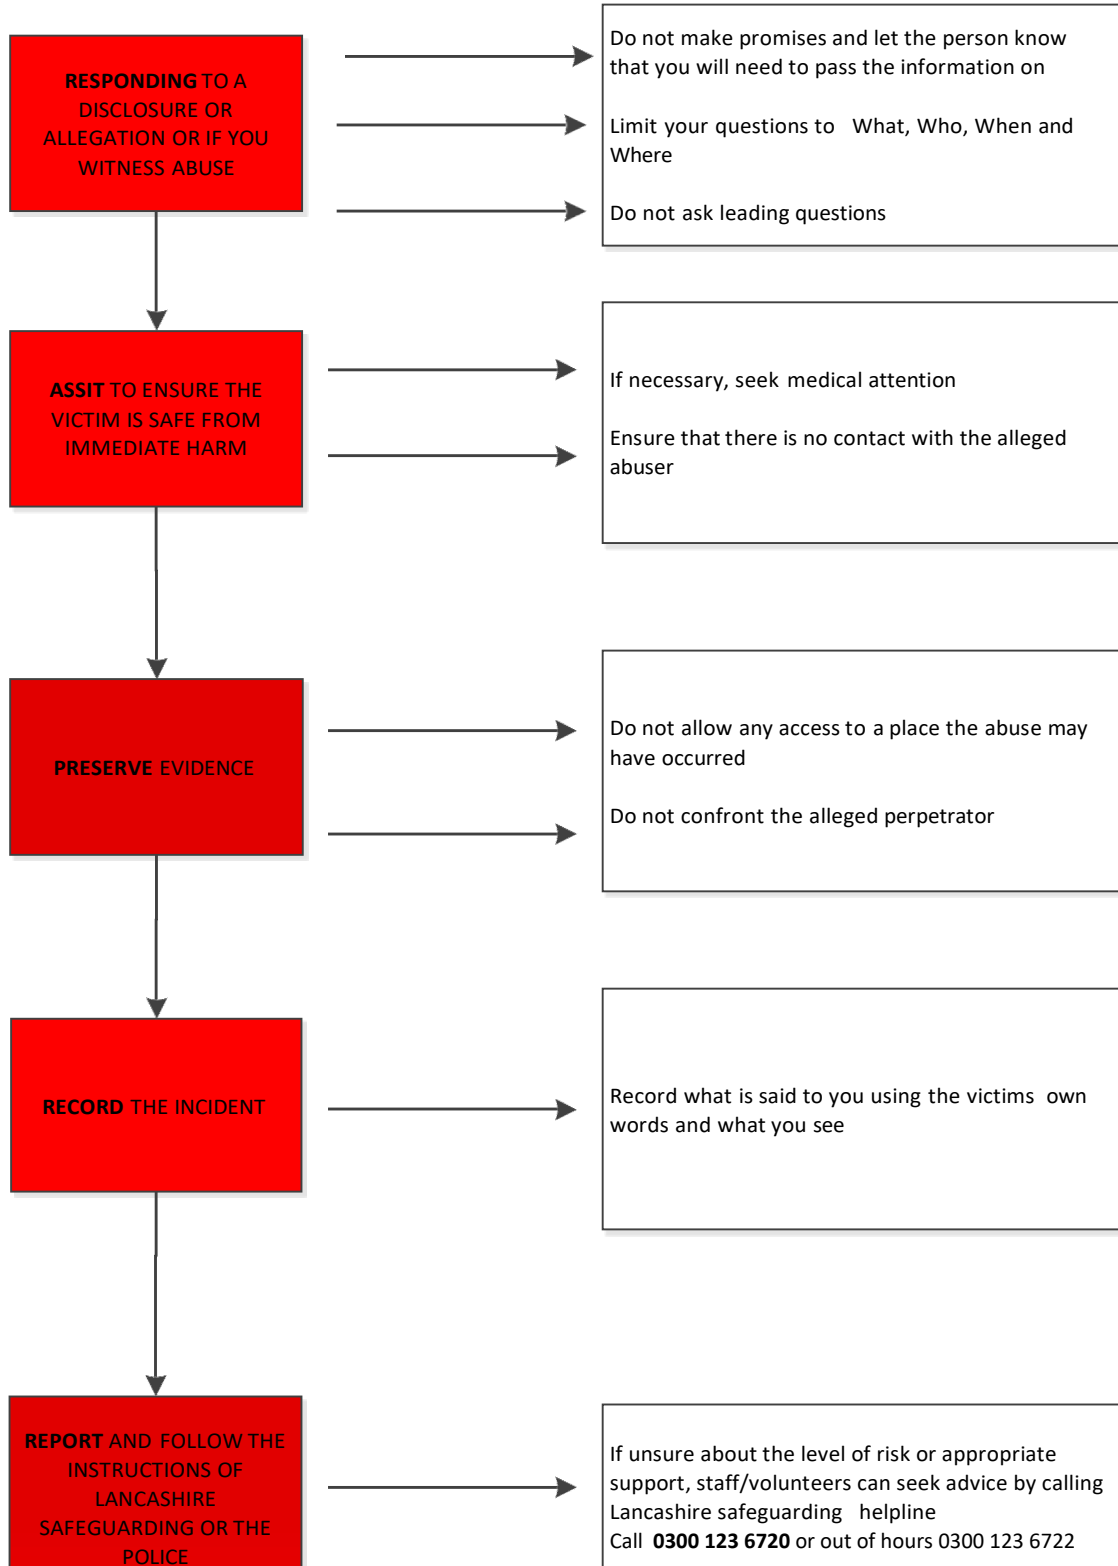 RESPONDING TO A
DISCLOSURE OR
ALLEGATION OR IF YOU
WITNESS ABUSE
Do not make promises and let the person know
that you will need to pass the information on
Limit your questions to What, Who, When and
Where
Do not ask leading questions
ASSIT TO ENSURE THE
VICTIM IS SAFE FROM
IMMEDIATE HARM
If necessary, seek medical attention
Ensure that there is no contact with the alleged
abuser
PRESERVE EVIDENCE
Do not allow any access to a place the abuse may
have occurred
Do not confront the alleged perpetrator
RECORD THE INCIDENT
Record what is said to you using the victims own
words and what you see
REPORT AND FOLLOW THE
INSTRUCTIONS OF
LANCASHIRE
SAFEGUARDING OR THE
POLICE
If unsure about the level of risk or appropriate
support, staff/volunteers can seek advice by calling
Lancashire safeguarding helpline
Call 0300 123 6720 or out of hours 0300 123 6722